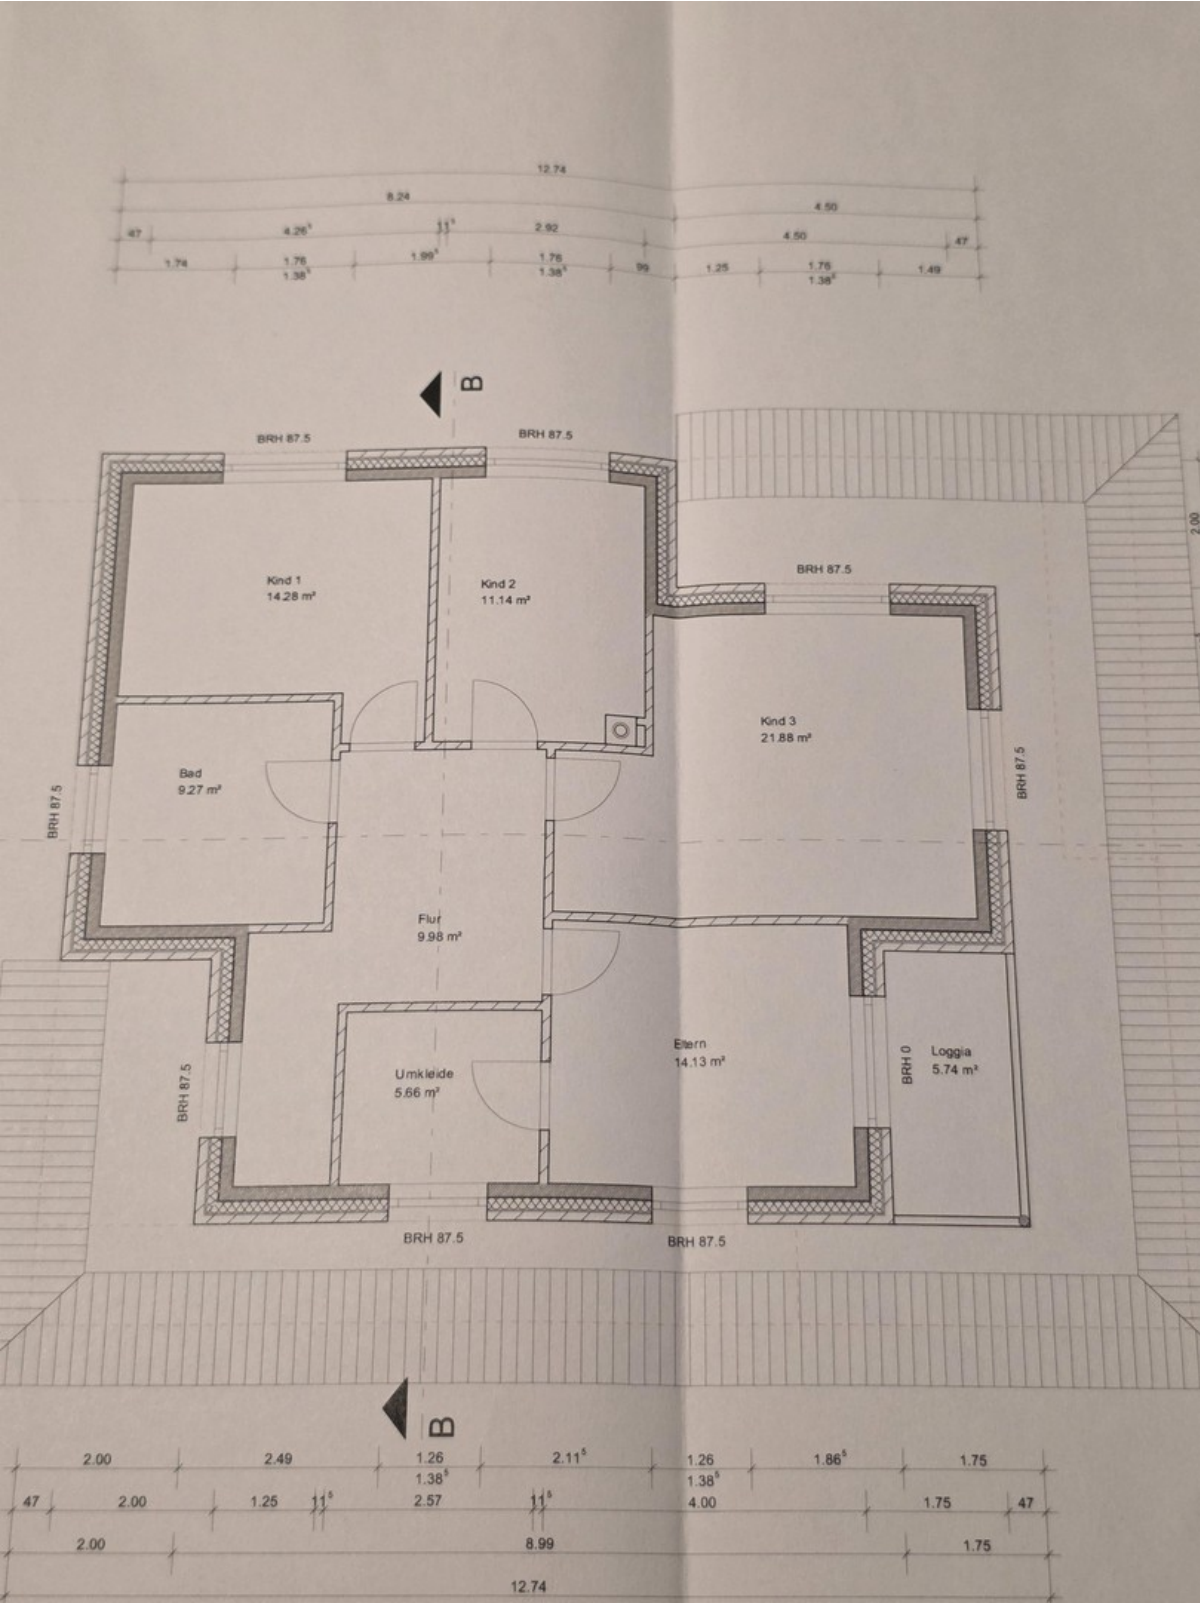 12.74
8.24
4.50
47 4.26⁵ 11⁵ 2.92 4.50 47
1.74 1.76 1.99⁵ 1.76 99 1.25 1.76 1.49
1.38⁵ 1.38⁵ 1.38⁵
B
BRH 87.5
BRH 87.5
2.00
BRH 87.5
Kind 1
14.28 m²
Kind 2
11.14 m²
Kind 3
21.88 m²
BRH 87.5
Bad
9.27 m²
BRH 87.5
Flur
9.98 m²
Eltern
14.13 m²
BRH 0
Loggia
5.74 m²
Umkleide
5.66 m²
BRH 87.5
BRH 87.5
BRH 87.5
B
2.00 2.49 1.26 2.11⁵ 1.26 1.86⁵ 1.75
1.38⁵ 1.38⁵
47 2.00 1.25 11⁵ 2.57 11⁵ 4.00 1.75 47
2.00 8.99 1.75
12.74